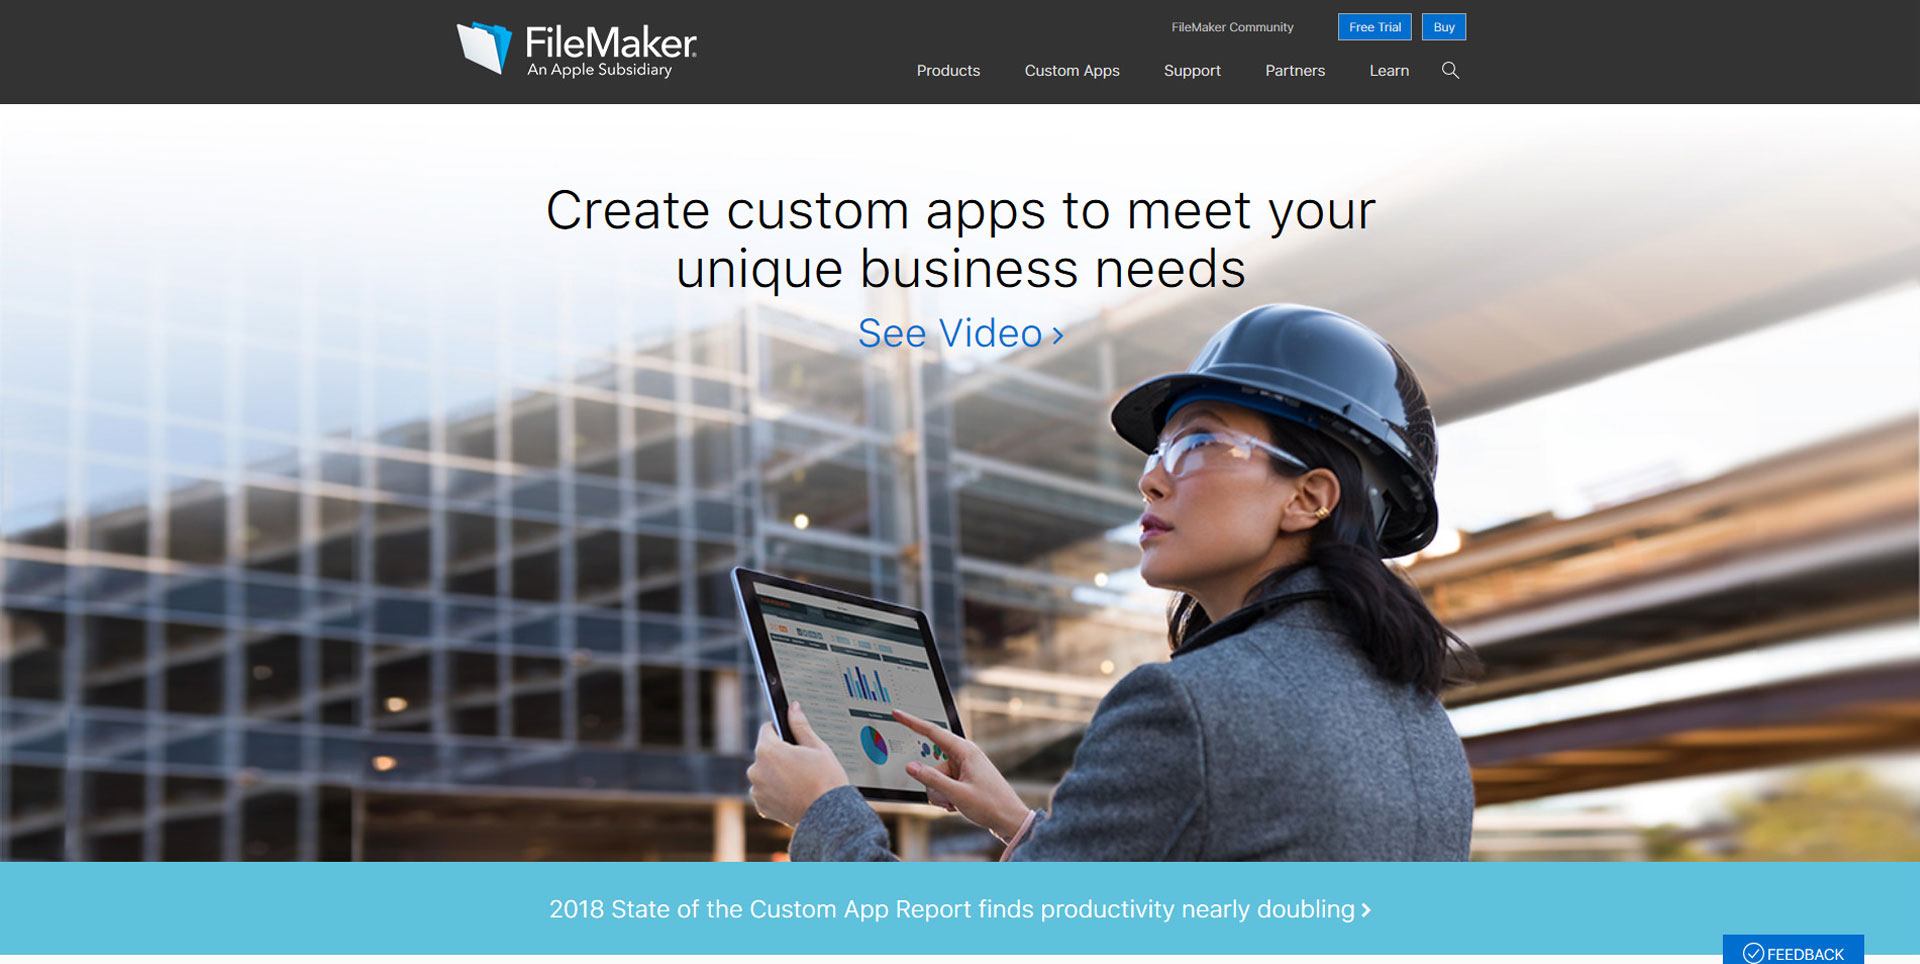 FileMaker
An Apple Subsidiary
FileMaker Community
Free Trial
Buy
Products
Custom Apps
Support
Partners
Learn
Create custom apps to meet your
unique business needs
See Video
2018 State of the Custom App Report finds productivity nearly doubling
FEEDBACK